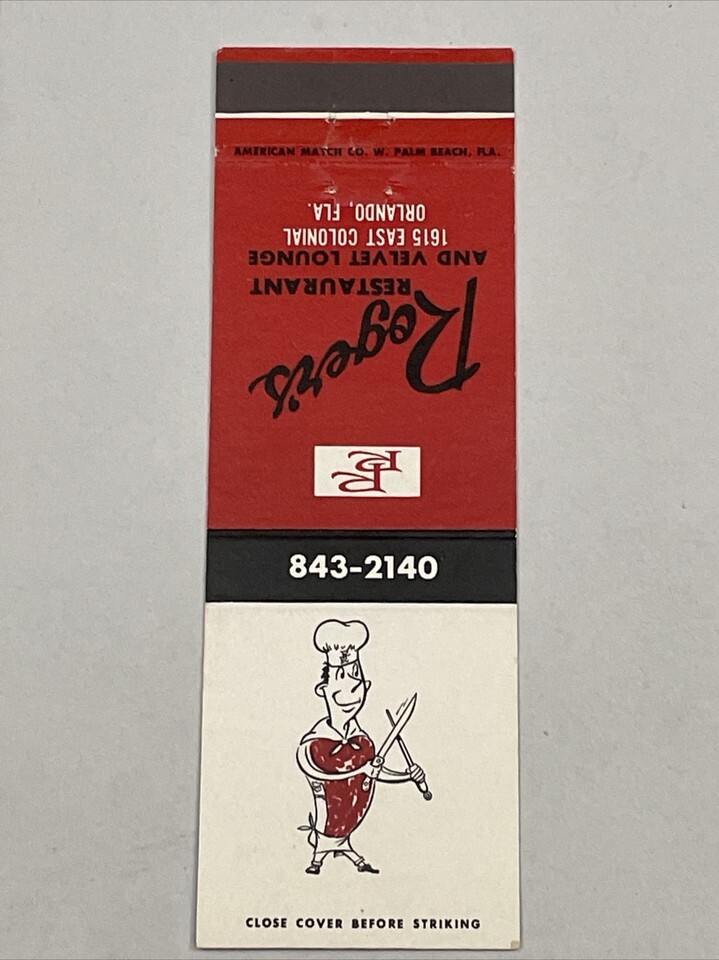 AMERICAN MATCH CO. W. PALM BEACH, FLA.
RR
Roger's
RESTAURANT
AND VELVET LOUNGE
1615 EAST COLONIAL
ORLANDO, FLA.
843-2140
CLOSE COVER BEFORE STRIKING